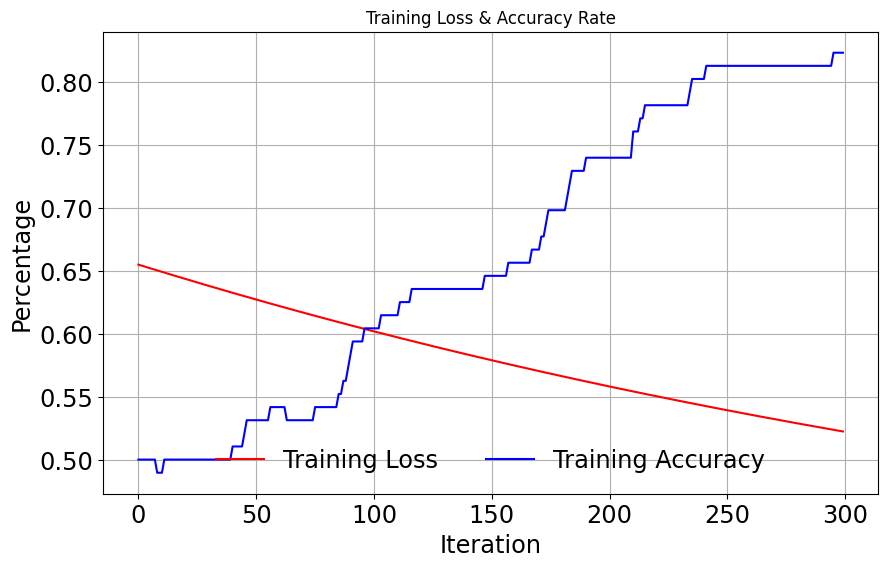 Training Loss & Accuracy Rate
0.80
0.75
0.70
0.65
0.60
0.55
0.50
Percentage
Training Loss Training Accuracy
0 50 100 150 200 250 300
Iteration